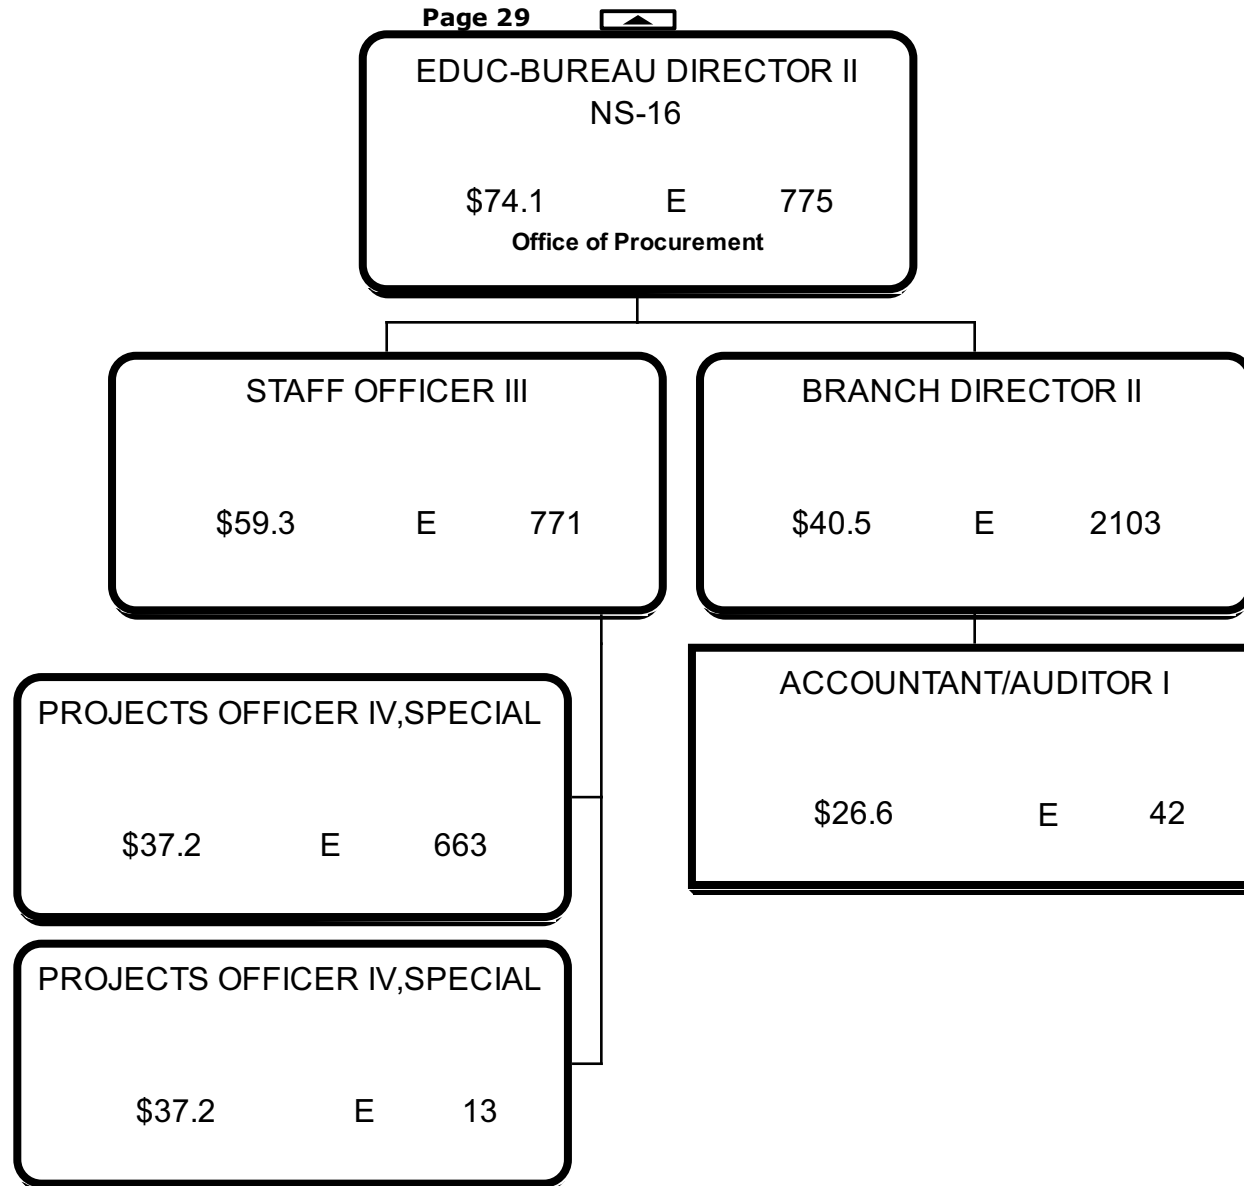 Page 29
EDUC-BUREAU DIRECTOR II
NS-16
$74.1 E 775
Office of Procurement
STAFF OFFICER III
$59.3 E 771
BRANCH DIRECTOR II
$40.5 E 2103
PROJECTS OFFICER IV,SPECIAL
$37.2 E 663
PROJECTS OFFICER IV,SPECIAL
$37.2 E 13
ACCOUNTANT/AUDITOR I
$26.6 E 42